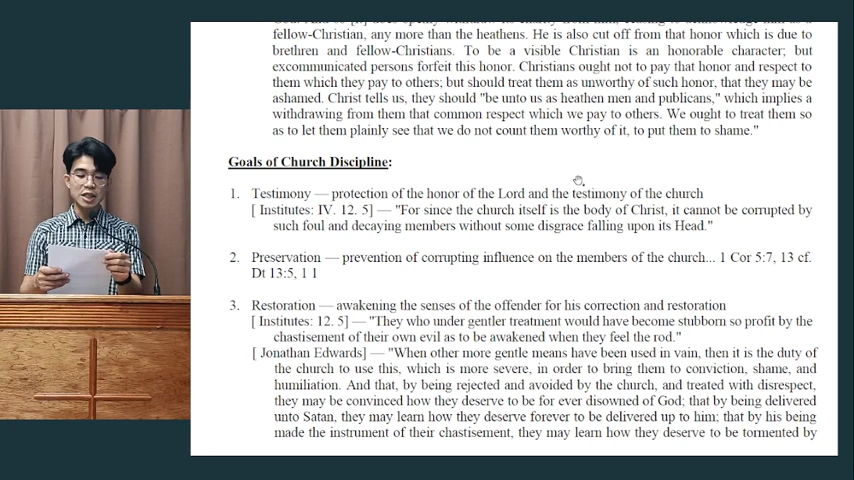 fellow-Christian, any more than the heathens. He is also cut off from that honor which is due to
brethren and fellow-Christians. To be a visible Christian is an honorable character; but
excommunicated persons forfeit this honor. Christians ought not to pay that honor and respect to
them which they pay to others; but should treat them as unworthy of such honor, that they may be
ashamed. Christ tells us, they should "be unto us as heathen men and publicans," which implies a
withdrawing from them that common respect which we pay to others. We ought to treat them so
as to let them plainly see that we do not count them worthy of it, to put them to shame."
Goals of Church Discipline:
1. Testimony — protection of the honor of the Lord and the testimony of the church
[ Institutes: IV. 12. 5] — "For since the church itself is the body of Christ, it cannot be corrupted by
such foul and decaying members without some disgrace falling upon its Head."
2. Preservation — prevention of corrupting influence on the members of the church... 1 Cor 5:7, 13 cf.
Dt 13:5, 1 1
3. Restoration — awakening the senses of the offender for his correction and restoration
[ Institutes: 12. 5] — "They who under gentler treatment would have become stubborn so profit by the
chastisement of their own evil as to be awakened when they feel the rod."
[ Jonathan Edwards] — "When other more gentle means have been used in vain, then it is the duty of
the church to use this, which is more severe, in order to bring them to conviction, shame, and
humiliation. And that, by being rejected and avoided by the church, and treated with disrespect,
they may be convinced how they deserve to be for ever disowned of God; that by being delivered
unto Satan, they may learn how they deserve forever to be delivered up to him; that by his being
made the instrument of their chastisement, they may learn how they deserve to be tormented by